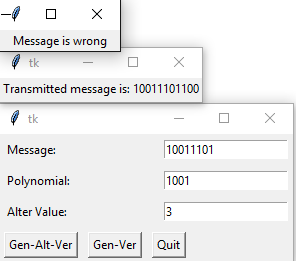 Message is wrong
tk
Transmitted message is: 10011101100
tk
Message: 10011101
Polynomial: 1001
Alter Value: 3
Gen-Alt-Ver Gen-Ver Quit